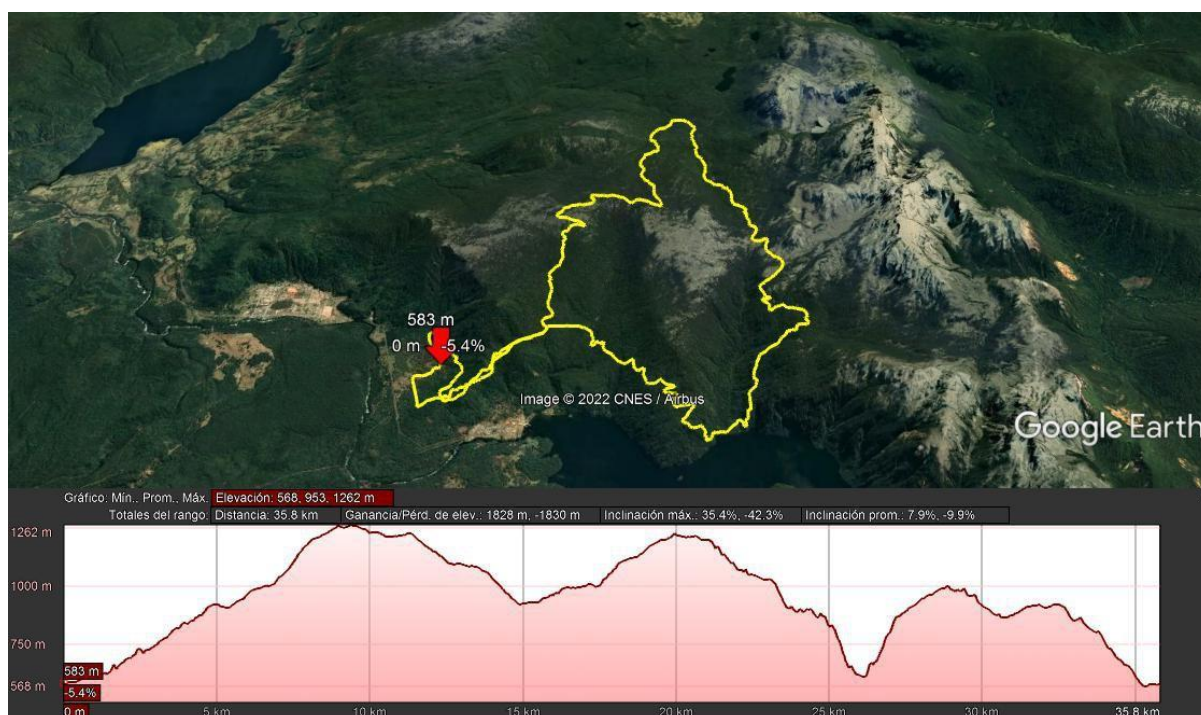 583 m
0 m -5.4%
Image © 2022 CNES / Airbus
Google Earth
Gráfico: Mín., Prom., Máx. Elevación: 568, 953, 1262 m
Totales del rango: Distancia: 35.8 km Ganancia/Pérd. de elev.: 1828 m, -1830 m Inclinación máx.: 35.4%, -42.3% Inclinación prom.: 7.9%, -9.9%
1262 m
1000 m
750 m
583 m
568 m
-5.4%
0 m 5 km 10 km 15 km 20 km 25 km 30 km 35.8 km